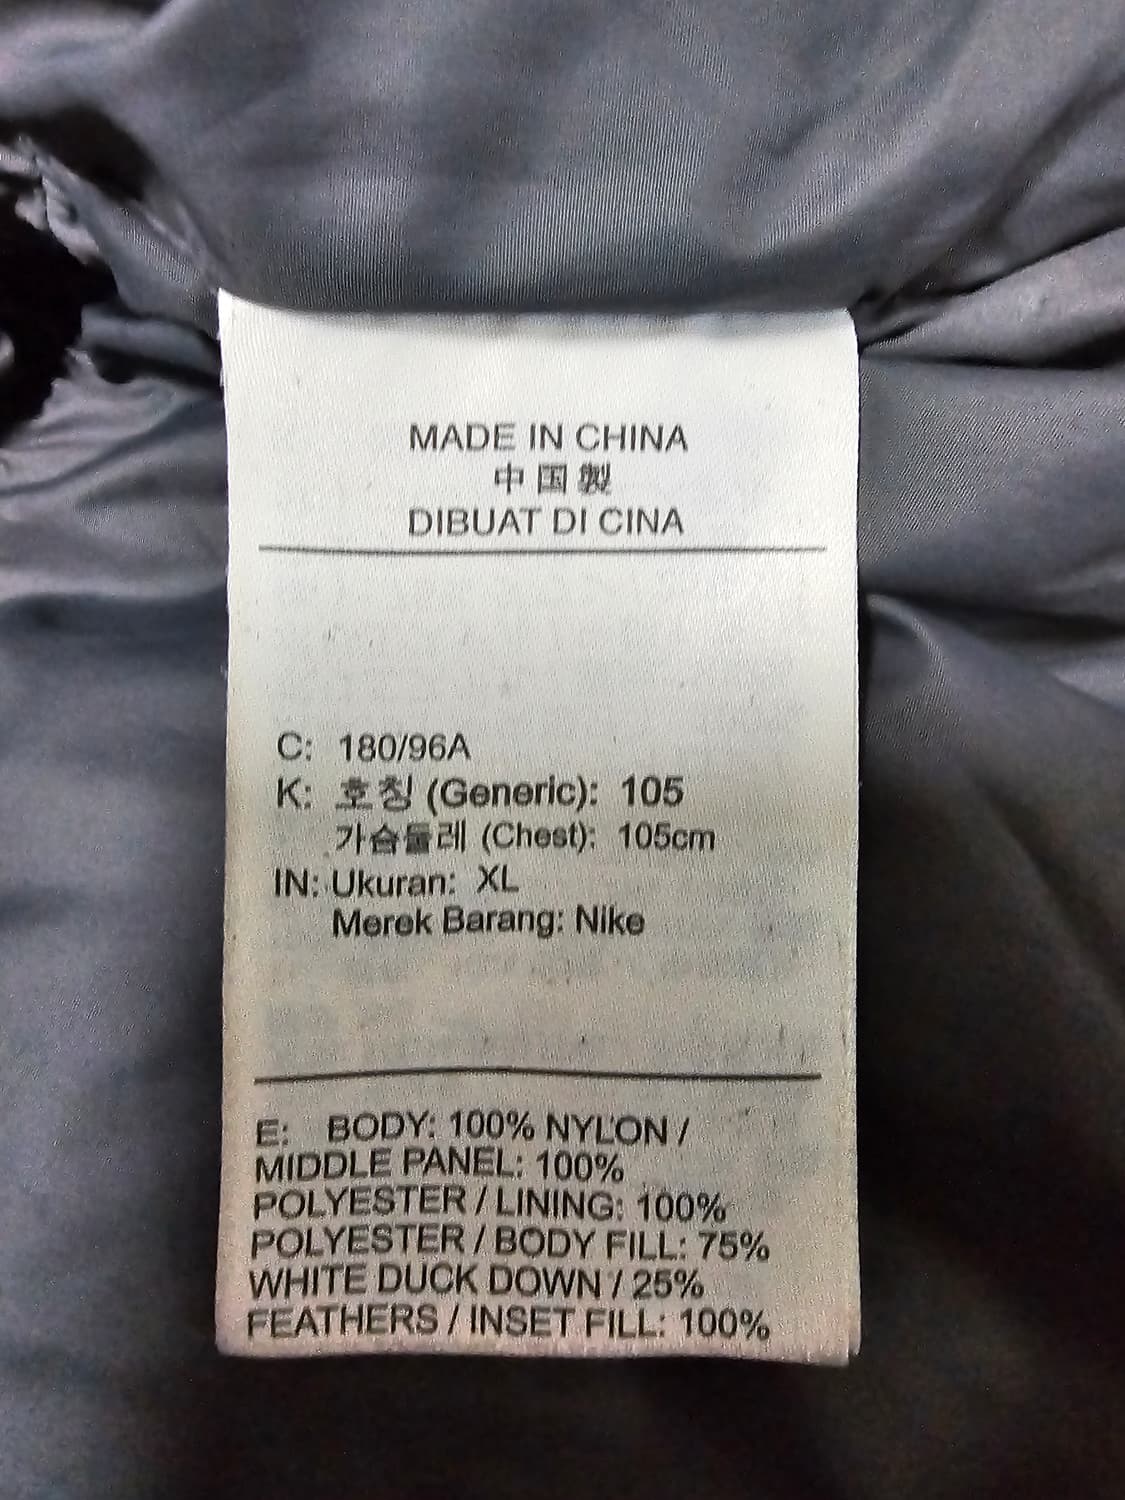 MADE IN CHINA
中国製
DIBUAT DI CINA
C: 180/96A
K: 호칭 (Generic): 105
가슴둘레 (Chest): 105cm
IN: Ukuran: XL
Merek Barang: Nike
E: BODY: 100% NYLON /
MIDDLE PANEL: 100%
POLYESTER / LINING: 100%
POLYESTER / BODY FILL: 75%
WHITE DUCK DOWN / 25%
FEATHERS / INSET FILL: 100%